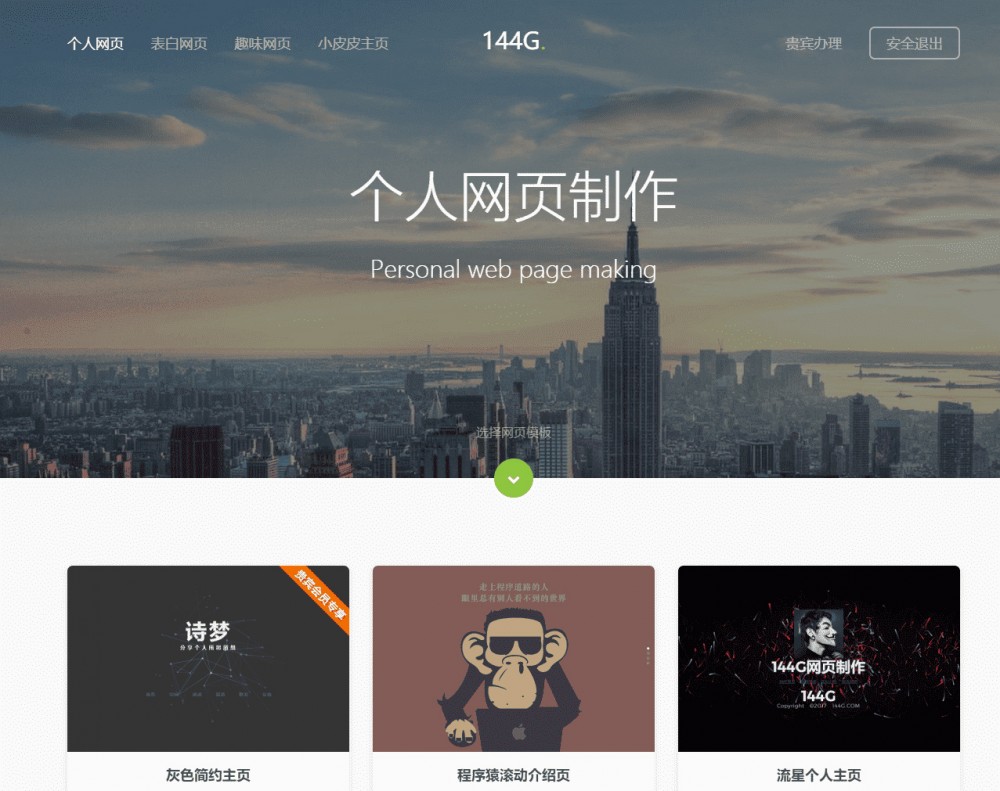 个人网页 表白网页 趣味网页 小皮皮主页 144G. 贵宾办理 安全退出
个人网页制作
Personal web page making
选择网页模板
贵宾会员专享
诗梦
分享个人所叹感悟
走上程序道路的人
眼里总有别人看不到的世界
144G网页制作
144G
Copyright ©2017 144G.COM
灰色简约主页 程序猿滚动介绍页 流星个人主页